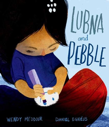 LUBNA
and
PEBBLE
WENDY MEDDOUR
DANIEL EGNÉUS